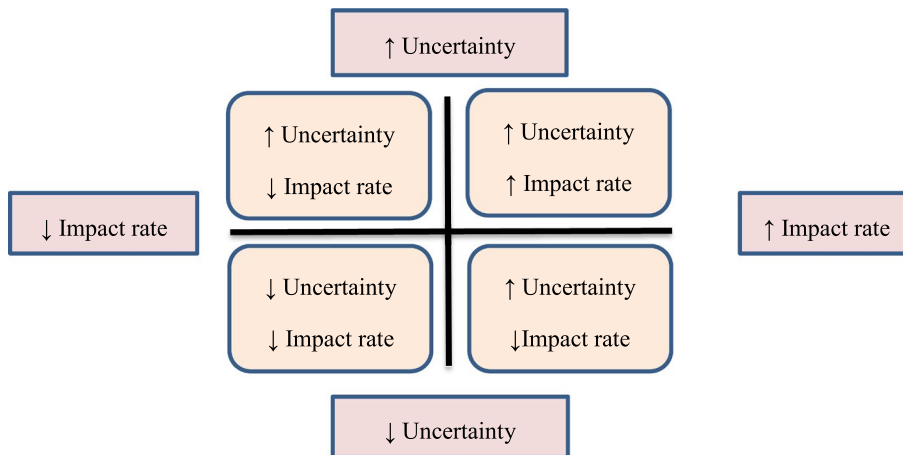 ↑ Uncertainty
↑ Uncertainty
↓ Impact rate
↑ Uncertainty
↑ Impact rate
↓ Impact rate
↑ Impact rate
↓ Uncertainty
↓ Impact rate
↑ Uncertainty
↓Impact rate
↓ Uncertainty